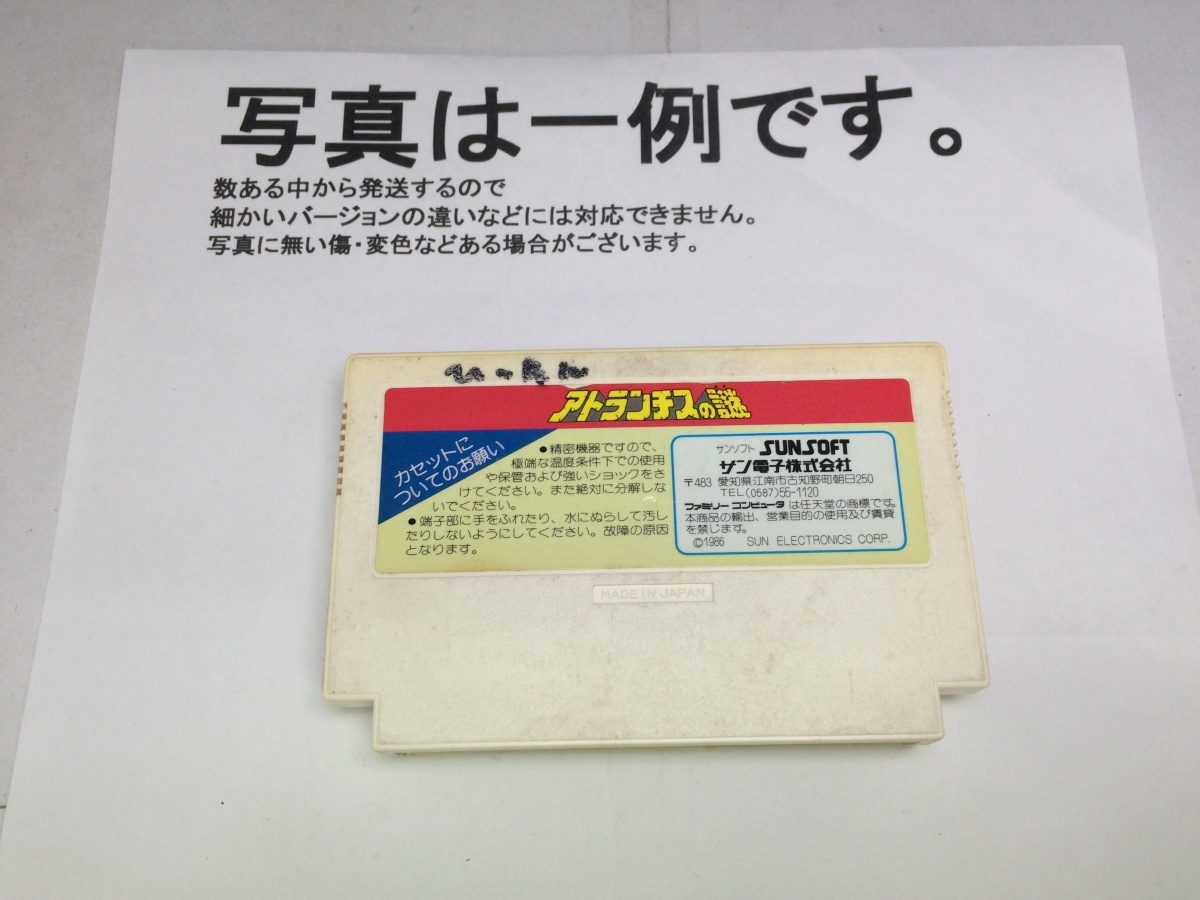 写真は一例です。
数ある中から発送するので
細かいバージョンの違いなどには対応できません。
写真に無い傷・変色などある場合がございます。
アトランチスの謎
カセットに
ついてのお願い
●精密機器ですので、
極端な温度条件下での使用
や保管および強いショックをさ
けてください。また絶対に分解しな
いでください。
●端子部に手をふれたり、水にぬらして汚し
たりしないようにしてください。故障の原因
となります。
サンソフト SUNSOFT
サン電子株式会社
〒483 愛知県江南市古知野町朝日250
TEL(0587)55-1120
ファミリーコンピュータは任天堂の商標です。
本商品の輸出、営業目的の使用及び賃貸
を禁じます。
©1986 SUN ELECTRONICS CORP.
MADE IN JAPAN